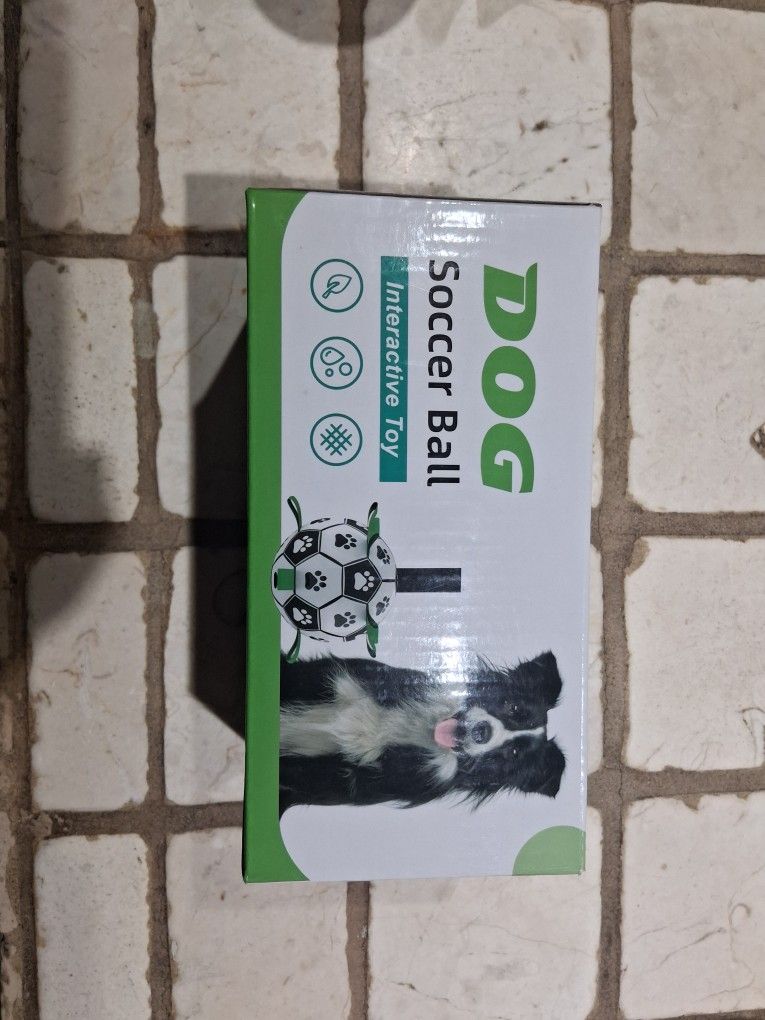 DOG
Soccer Ball
Interactive Toy